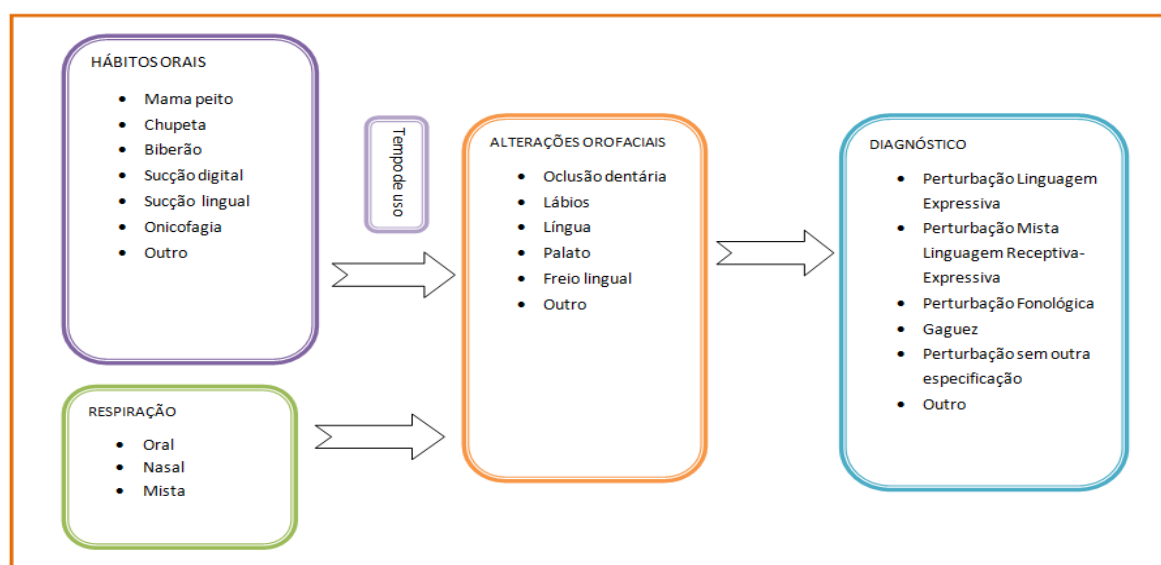 HÁBITOS ORAIS
Mama peito
Chupeta
Biberão
Sucção digital
Sucção lingual
Onicofagia
Outro
Tempo de uso
RESPIRAÇÃO
Oral
Nasal
Mista
ALTERAÇÕES OROFACIAIS
Oclusão dentária
Lábios
Língua
Palato
Freio lingual
Outro
DIAGNÓSTICO
Perturbação Linguagem
Expressiva
Perturbação Mista
Linguagem Receptiva-
Expressiva
Perturbação Fonológica
Gaguez
Perturbação sem outra
especificação
Outro